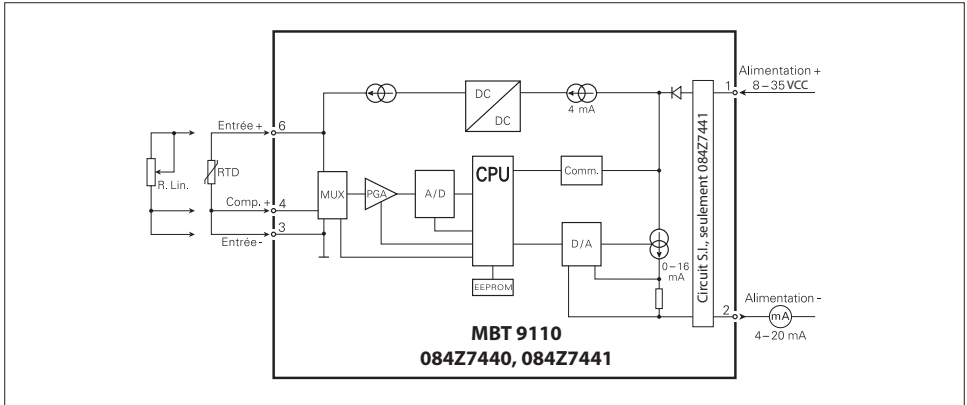 Alimentation +
1
8–35 VCC
DC
DC
4 mA
Entrée +
6
R. Lin.
RTD
MUX
PGA
A/D
CPU
Comm.
Comp. +
4
3
Entrée -
D/A
0–16
mA
EEPROM
Circuit S.I., seulement 084Z7441
Alimentation -
2
mA
4–20 mA
MBT 9110
084Z7440, 084Z7441